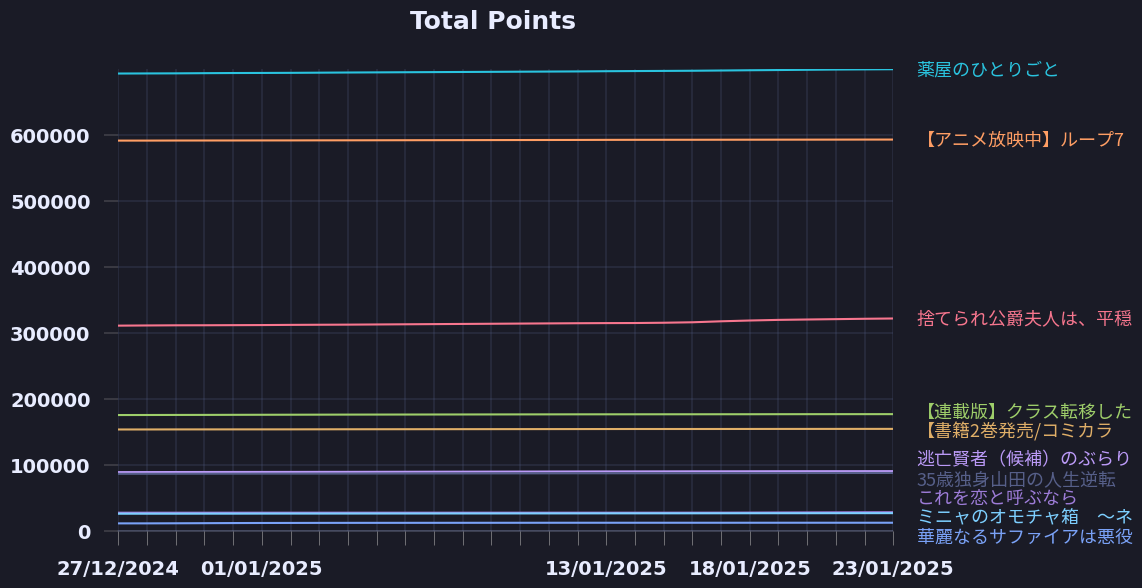 Total Points
薬屋のひとりごと
600000
【アニメ放映中】ループ7
500000
400000
300000
捨てられ公爵夫人は、平穏
200000
【連載版】クラス転移した
【書籍2巻発売/コミカラ
100000
逃亡賢者（候補）のぶらり
35歳独身山田の人生逆転
これを恋と呼ぶなら
ミニャのオモチャ箱　～ネ
0
華麗なるサファイアは悪役
27/12/2024
01/01/2025
13/01/2025
18/01/2025
23/01/2025